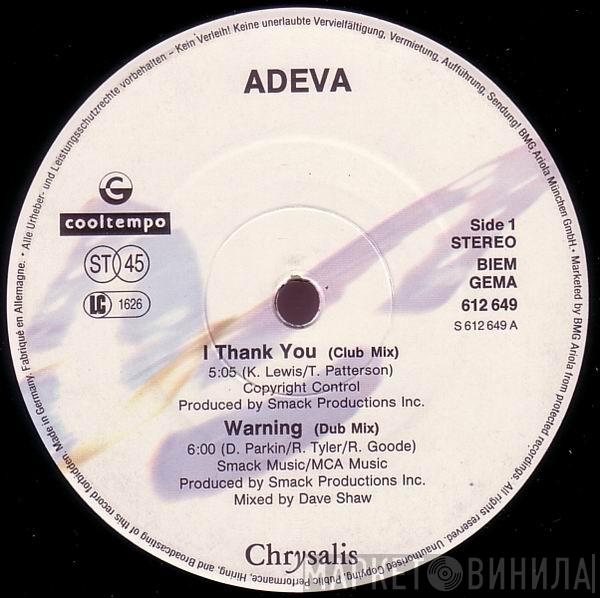 ADEVA
cooltempo
ST 45
LC 1626
Side 1
STEREO
BIEM
GEMA
612 649
S 612 649 A
I Thank You (Club Mix)
5:05 (K. Lewis/T. Patterson)
Copyright Control
Produced by Smack Productions Inc.
Warning (Dub Mix)
6:00 (D. Parkin/R. Tyler/R. Goode)
Smack Music/MCA Music
Produced by Smack Productions Inc.
Mixed by Dave Shaw
Chrysalis
Made in Germany. Fabriqué en Allemagne. • Alle Urheber- und Leistungsschutzrechte vorbehalten – Kein Verleih! Keine unerlaubte Vervielfältigung, Vermietung, Aufführung, Sendung! BMG Ariola München GmbH • Marketed by BMG Ariola from protected recordings. All rights reserved. Unauthorised Copying, Public Performance, Hiring, and Broadcasting of this record forbidden.
МАРКЕТ ВИНИЛА